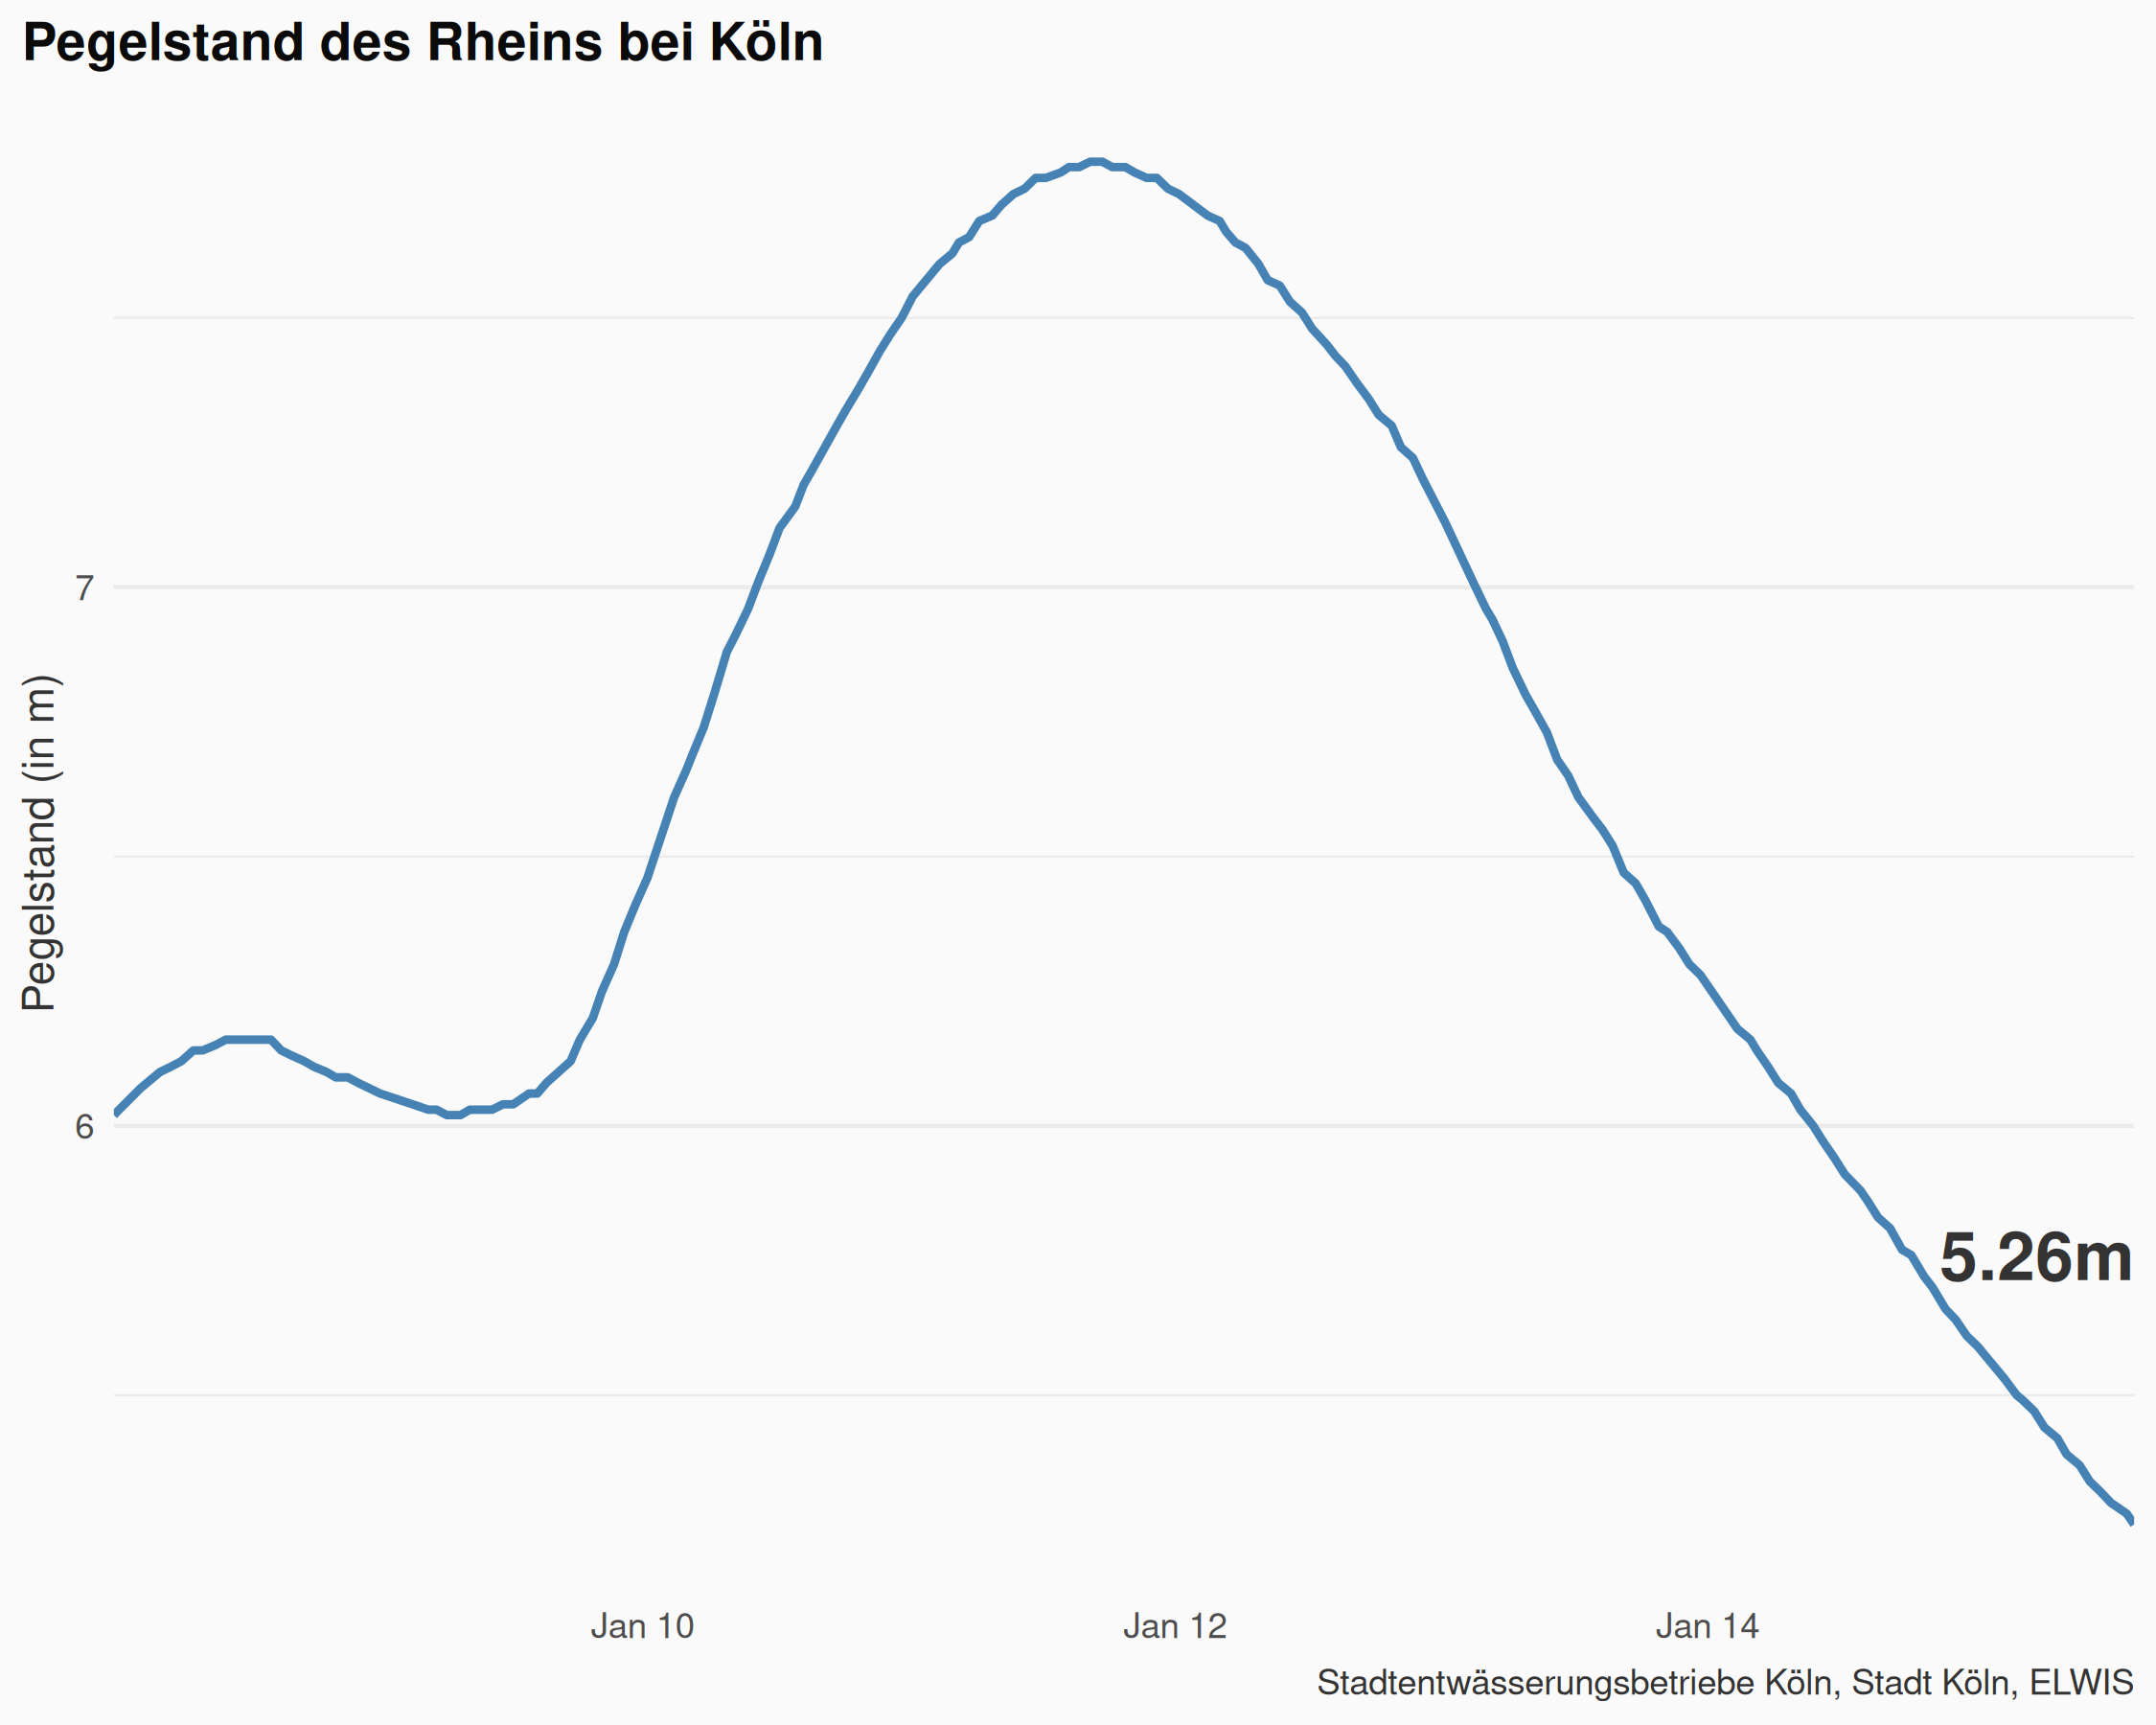 Pegelstand des Rheins bei Köln
Pegelstand (in m)
7
6
5.26m
Jan 10
Jan 12
Jan 14
Stadtentwässerungsbetriebe Köln, Stadt Köln, ELWIS